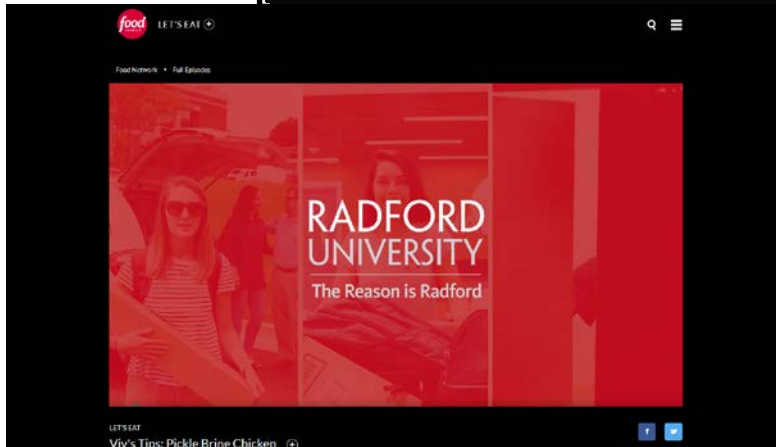 food
LET'S EAT
Food Network • Full Episodes
RADFORD
UNIVERSITY
The Reason is Radford
LET'S EAT
Viv's Tips: Pickle Brine Chicken
f